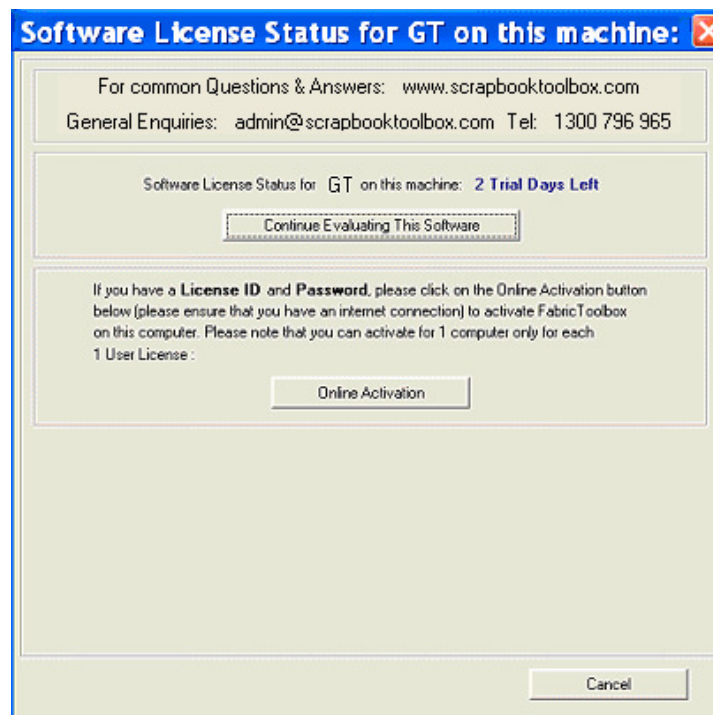 Software License Status for GT on this machine:
For common Questions & Answers: www.scrapbooktoolbox.com
General Enquiries: admin@scrapbooktoolbox.com Tel: 1300 796 965
Software License Status for GT on this machine: 2 Trial Days Left
Continue Evaluating This Software
If you have a License ID and Password, please click on the Online Activation button
below (please ensure that you have an internet connection) to activate FabricToolbox
on this computer. Please note that you can activate for 1 computer only for each
1 User License :
Online Activation
Cancel